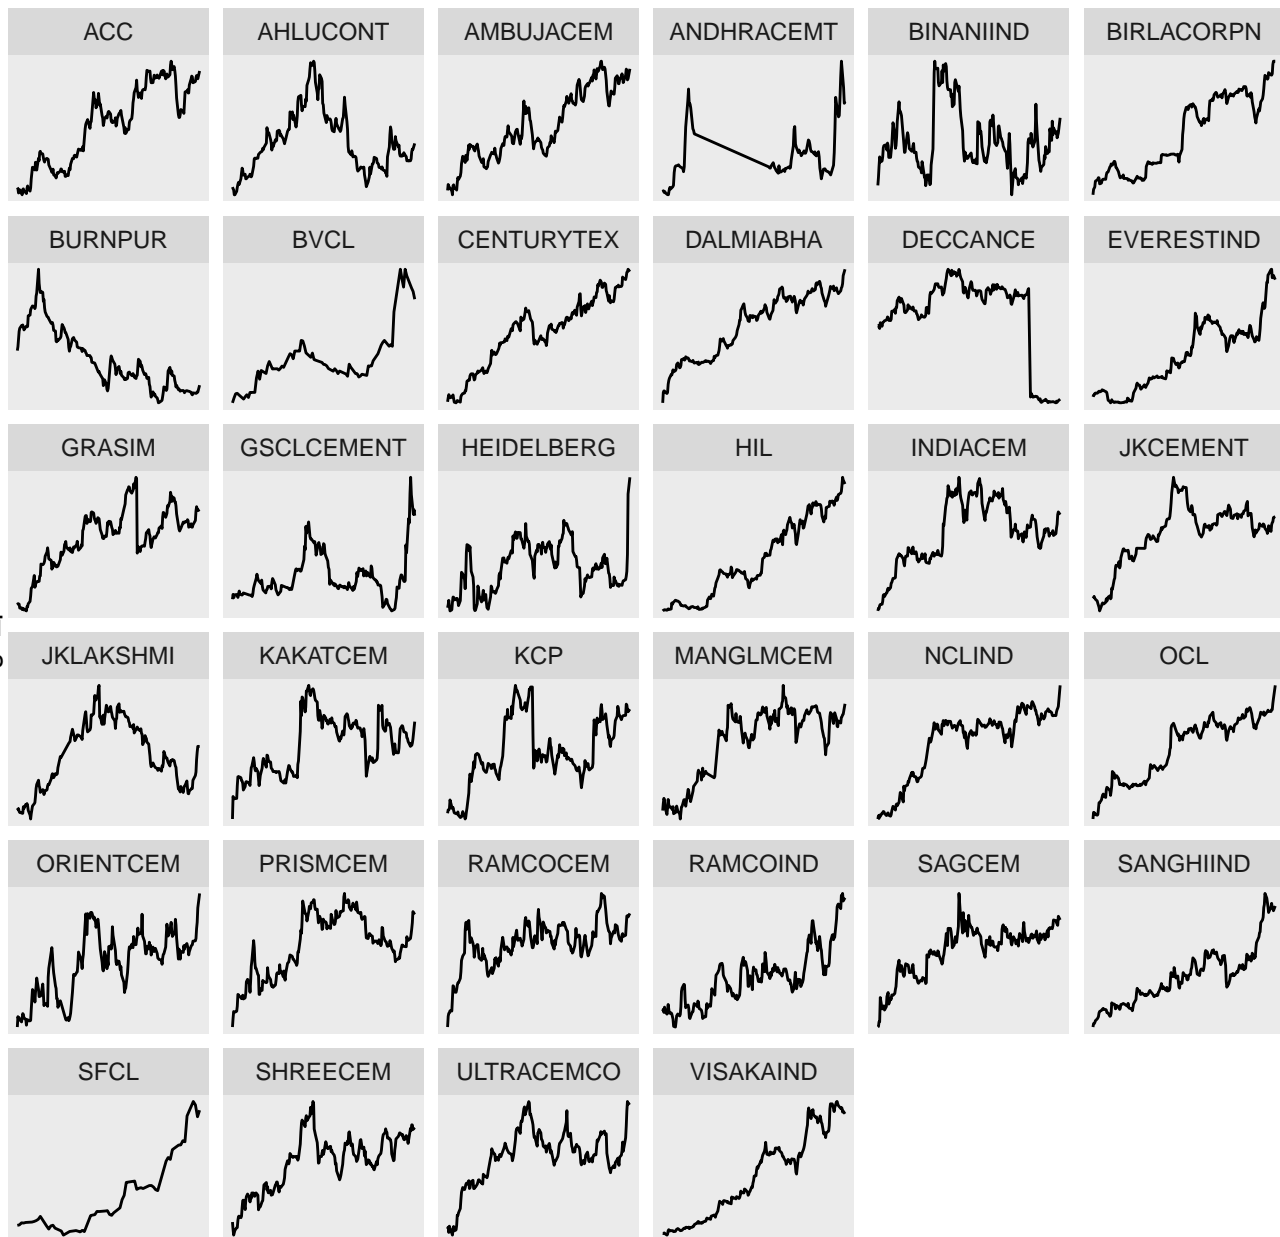 ACC AHLUCONT AMBUJACEM ANDHRACEMT BINANIIND BIRLACORPN
BURNPUR BVCL CENTURYTEX DALMIABHA DECCANCE EVERESTIND
GRASIM GSCLCEMENT HEIDELBERG HIL INDIACEM JKCEMENT
JKLAKSHMI KAKATCEM KCP MANGLMCEM NCLIND OCL
ORIENTCEM PRISMCEM RAMCOCEM RAMCOIND SAGCEM SANGHIIND
SFCL SHREECEM ULTRACEMCO VISAKAIND